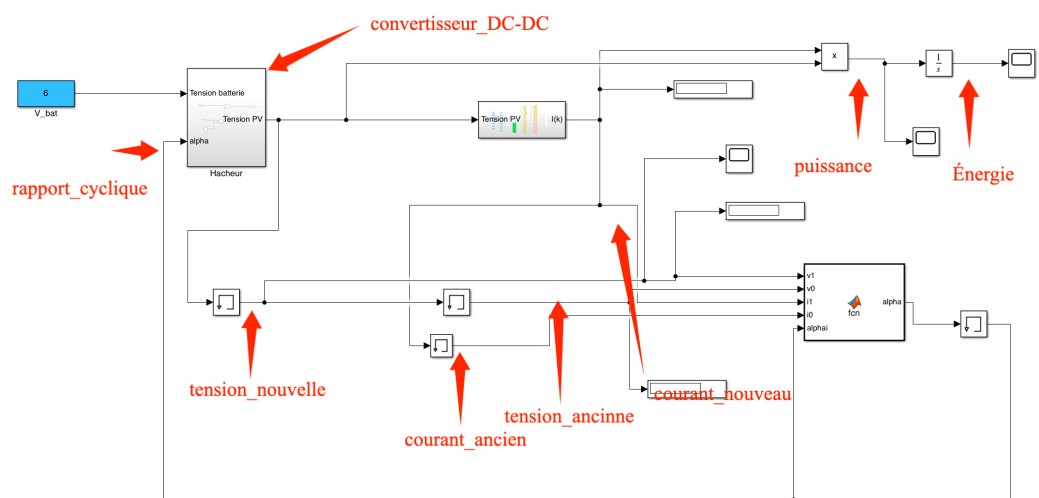 convertisseur_DC-DC
x
1
s
6
V_bat
Tension batterie
Tension PV
alpha
Hacheur
Tension PV
I(k)
rapport_cyclique
puissance
Énergie
v1
v0
i1
i0
alphai
fcn
alpha
tension_nouvelle
courant_ancien
tension_ancinne
courant_nouveau